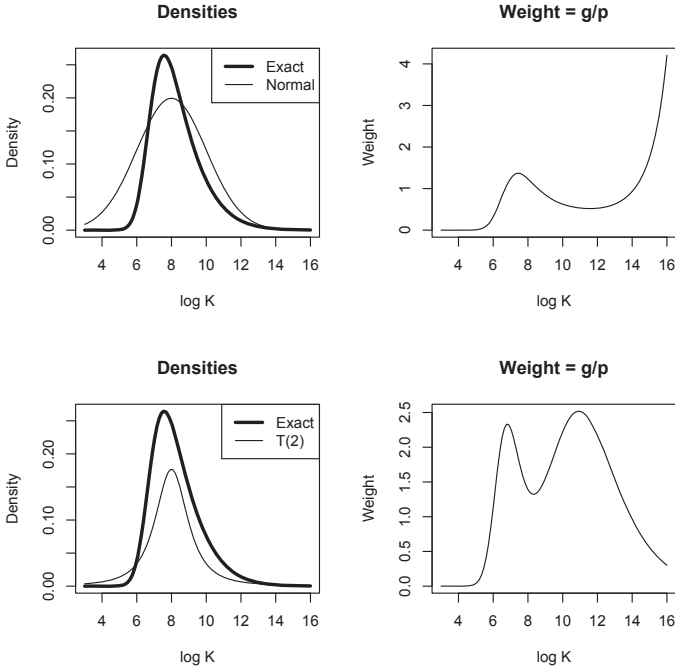 Densities
Density
0.00
0.10
0.20
Exact
Normal
4 6 8 10 12 14 16
log K
Weight = g/p
Weight
0
1
2
3
4
4 6 8 10 12 14 16
log K
Densities
Density
0.00
0.10
0.20
Exact
T(2)
4 6 8 10 12 14 16
log K
Weight = g/p
Weight
0.0
0.5
1.0
1.5
2.0
2.5
4 6 8 10 12 14 16
log K